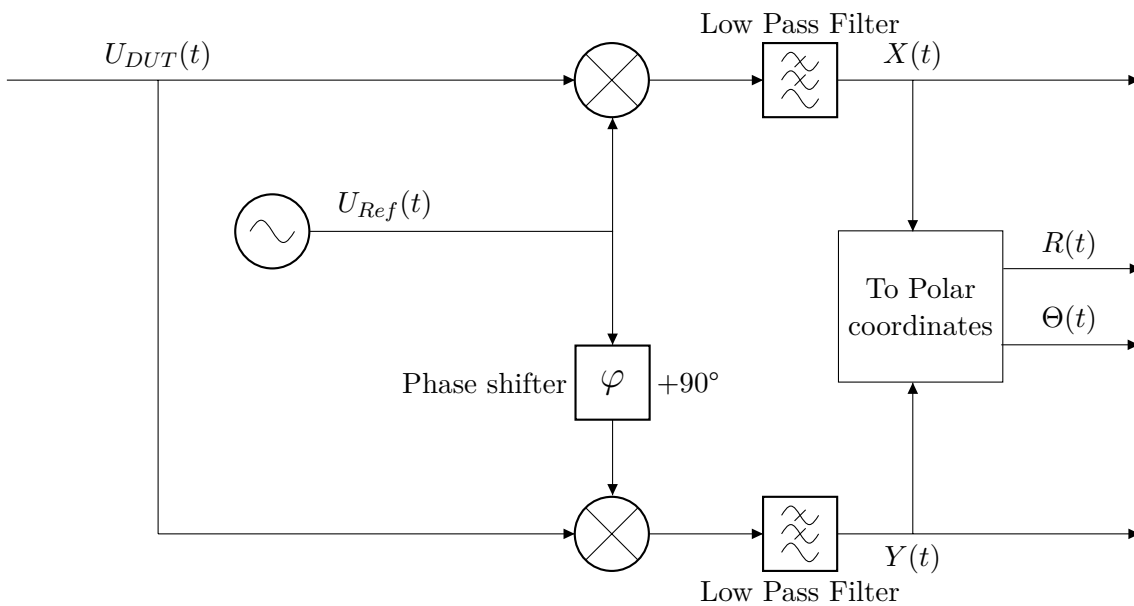 Low Pass Filter
U_{DUT}(t)
X(t)
U_{Ref}(t)
R(t)
To Polar
coordinates
Θ(t)
Phase shifter
φ
+90°
Y(t)
Low Pass Filter